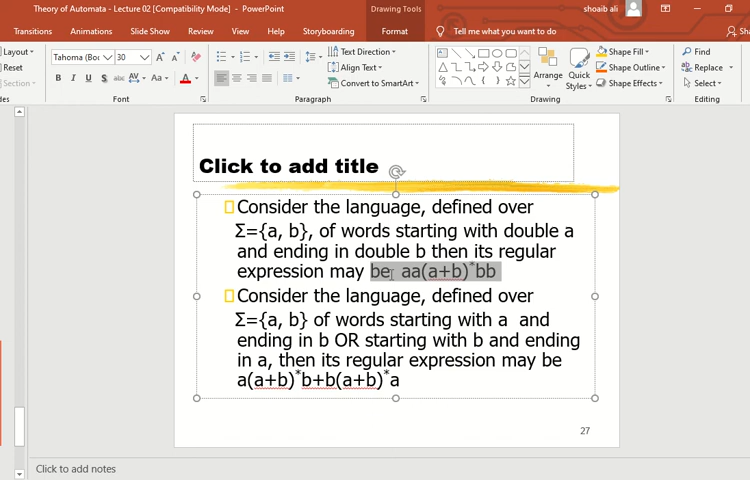 Theory of Automata - Lecture 02 [Compatibility Mode] - PowerPoint
Drawing Tools
shoaib ali
Transitions Animations Slide Show Review View Help Storyboarding Format Tell me what you want to do
Layout Text Direction Shape Fill Find
Reset Tahoma (Boc 30 Align Text Arrange Quick Styles Shape Outline Replace
Section B I U S abc AV Aa A Convert to SmartArt Shape Effects Select
Font Paragraph Drawing Editing
Click to add title
Consider the language, defined over
Σ={a, b}, of words starting with double a
and ending in double b then its regular
expression may be, aa(a+b)*bb
Consider the language, defined over
Σ={a, b} of words starting with a and
ending in b OR starting with b and ending
in a, then its regular expression may be
a(a+b)*b+b(a+b)*a
27
Click to add notes